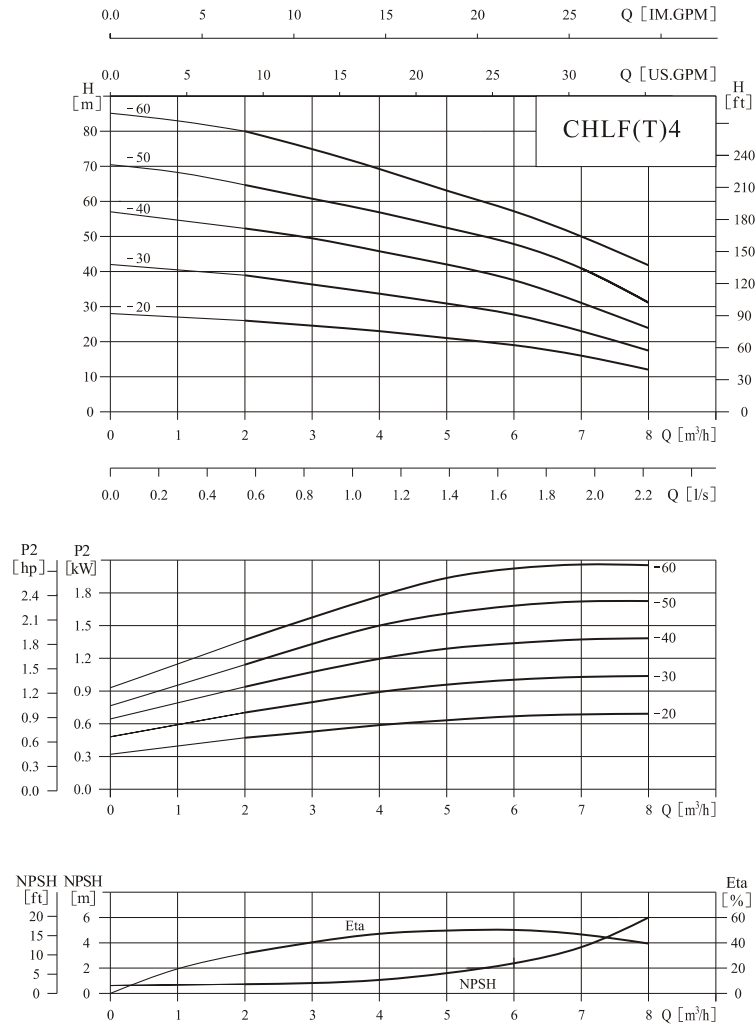 0.0 5 10 15 20 25 Q [IM.GPM]
0.0 5 10 15 20 25 30 Q [US.GPM]
H
[m]
H
[ft]
CHLF(T)4
-60
-50
-40
-30
-20
80
70
60
50
40
30
20
10
0
240
210
180
150
120
90
60
30
0
0 1 2 3 4 5 6 7 8 Q [m³/h]
0.0 0.2 0.4 0.6 0.8 1.0 1.2 1.4 1.6 1.8 2.0 2.2 Q [l/s]
P2
[hp]
P2
[kW]
2.4
2.1
1.8
1.5
1.2
0.9
0.6
0.3
0.0
1.8
1.5
1.2
0.9
0.6
0.3
0.0
-60
-50
-40
-30
-20
0 1 2 3 4 5 6 7 8 Q [m³/h]
NPSH
[ft]
NPSH
[m]
Eta
[%]
20
15
10
5
0
6
4
2
0
Eta
NPSH
60
40
20
0
0 1 2 3 4 5 6 7 8 Q [m³/h]